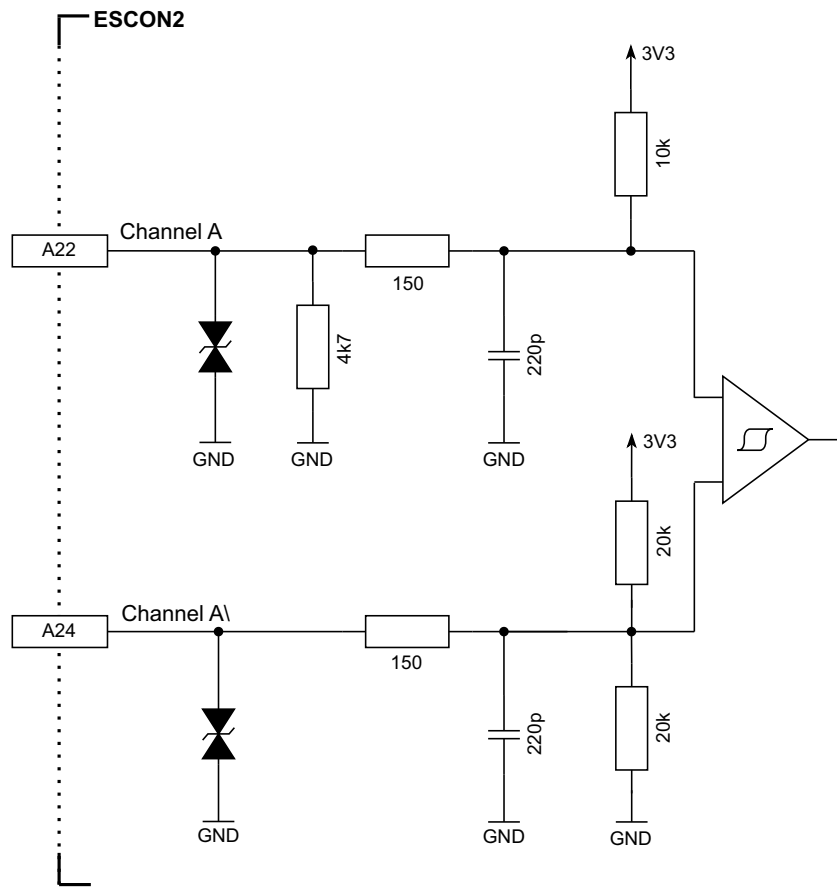 ESCON2
3V3
10k
A22
Channel A
150
4k7
220p
GND
GND
GND
3V3
20k
A24
Channel A\
150
220p
20k
GND
GND
GND